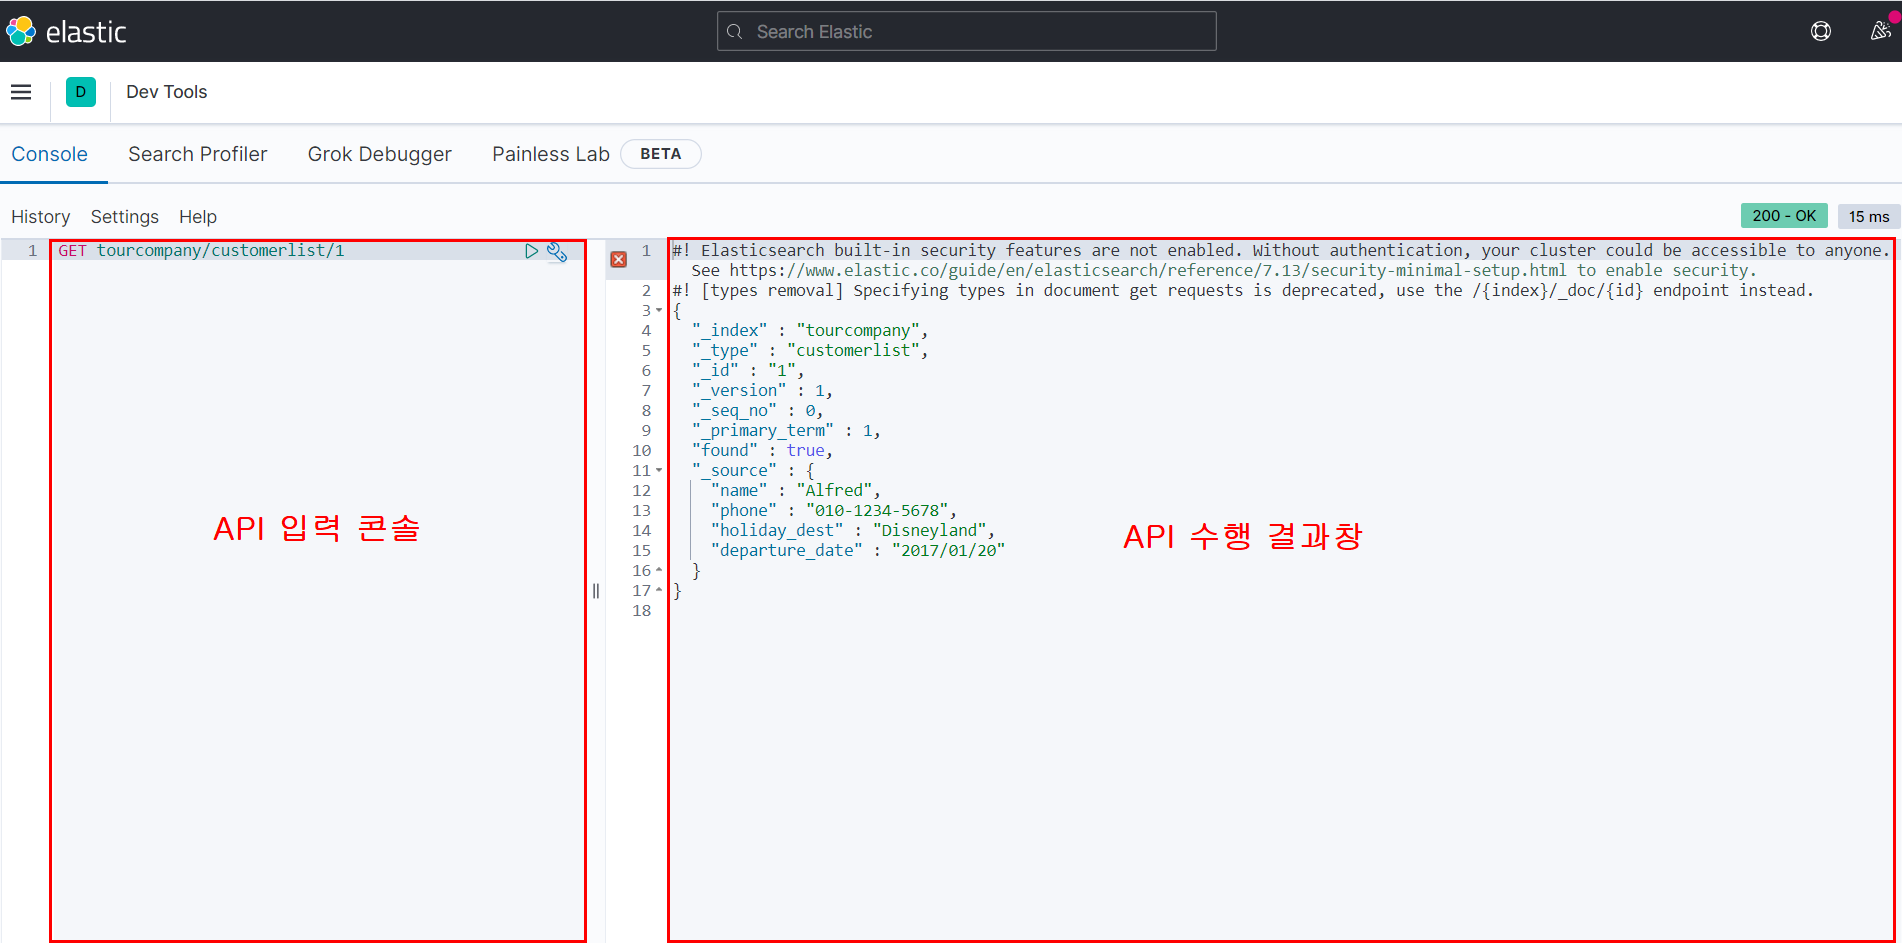 elastic
Search Elastic
D
Dev Tools
Console
Search Profiler
Grok Debugger
Painless Lab
BETA
History
Settings
Help
200 - OK
15 ms
1
GET tourcompany/customerlist/1
API 입력 콘솔
1 #! Elasticsearch built-in security features are not enabled. Without authentication, your cluster could be accessible to anyone.
See https://www.elastic.co/guide/en/elasticsearch/reference/7.13/security-minimal-setup.html to enable security.
2 #! [types removal] Specifying types in document get requests is deprecated, use the /{index}/_doc/{id} endpoint instead.
3 {
4 "_index" : "tourcompany",
5 "_type" : "customerlist",
6 "_id" : "1",
7 "_version" : 1,
8 "_seq_no" : 0,
9 "_primary_term" : 1,
10 "found" : true,
11 "_source" : {
12 "name" : "Alfred",
13 "phone" : "010-1234-5678",
14 "holiday_dest" : "Disneyland",
15 "departure_date" : "2017/01/20"
16 }
17 }
18
API 수행 결과창